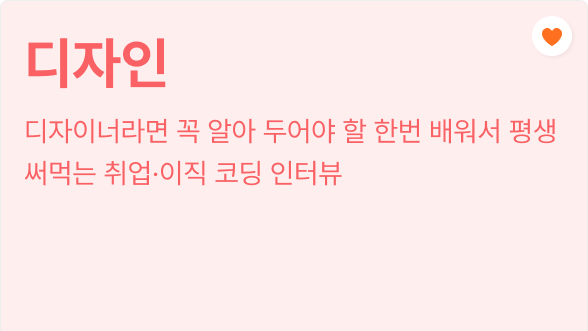 디자인
디자이너라면 꼭 알아 두어야 할 한번 배워서 평생
써먹는 취업·이직 코딩 인터뷰